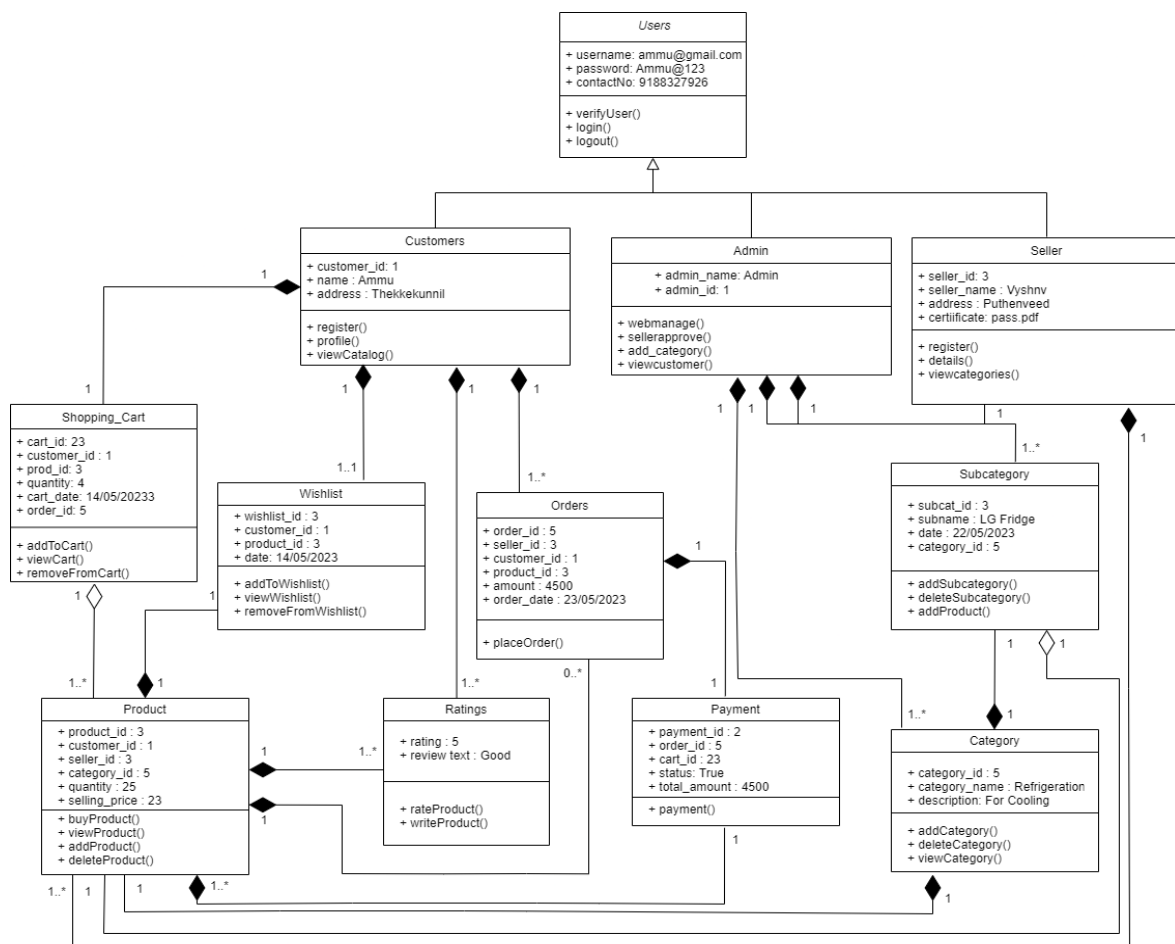 Users
+ username: ammu@gmail.com
+ password: Ammu@123
+ contactNo: 9188327926
+ verifyUser()
+ login()
+ logout()
Customers
+ customer_id: 1
+ name : Ammu
+ address : Thekkekunnil
+ register()
+ profile()
+ viewCatalog()
Admin
+ admin_name: Admin
+ admin_id: 1
+ webmanage()
+ sellerapprove()
+ add_category()
+ viewcustomer()
Seller
+ seller_id: 3
+ seller_name : Vyshnv
+ address : Puthenveed
+ certiificate: pass.pdf
+ register()
+ details()
+ viewcategories()
1
1
1
1
1
1
1
1
1
1
Shopping_Cart
+ cart_id: 23
+ customer_id : 1
+ prod_id: 3
+ quantity: 4
+ cart_date: 14/05/20233
+ order_id: 5
+ addToCart()
+ viewCart()
+ removeFromCart()
1..1
1..*
1..*
Wishlist
+ wishlist_id : 3
+ customer_id : 1
+ product_id : 3
+ date: 14/05/2023
+ addToWishlist()
+ viewWishlist()
+ removeFromWishlist()
Orders
+ order_id : 5
+ seller_id : 3
+ customer_id : 1
+ product_id : 3
+ amount : 4500
+ order_date : 23/05/2023
+ placeOrder()
Subcategory
+ subcat_id : 3
+ subname : LG Fridge
+ date : 22/05/2023
+ category_id : 5
+ addSubcategory()
+ deleteSubcategory()
+ addProduct()
1
1
1
1
1
0..*
1..*
1
1..*
1
1..*
1
Product
+ product_id : 3
+ customer_id : 1
+ seller_id : 3
+ category_id : 5
+ quantity : 25
+ selling_price : 23
+ buyProduct()
+ viewProduct()
+ addProduct()
+ deleteProduct()
1
1..*
1
Ratings
+ rating : 5
+ review text : Good
+ rateProduct()
+ writeProduct()
Payment
+ payment_id : 2
+ order_id : 5
+ cart_id : 23
+ status: True
+ total_amount : 4500
+ payment()
Category
+ category_id : 5
+ category_name : Refrigeration
+ description: For Cooling
+ addCategory()
+ deleteCategory()
+ viewCategory()
1
1..*
1
1
1..*
1